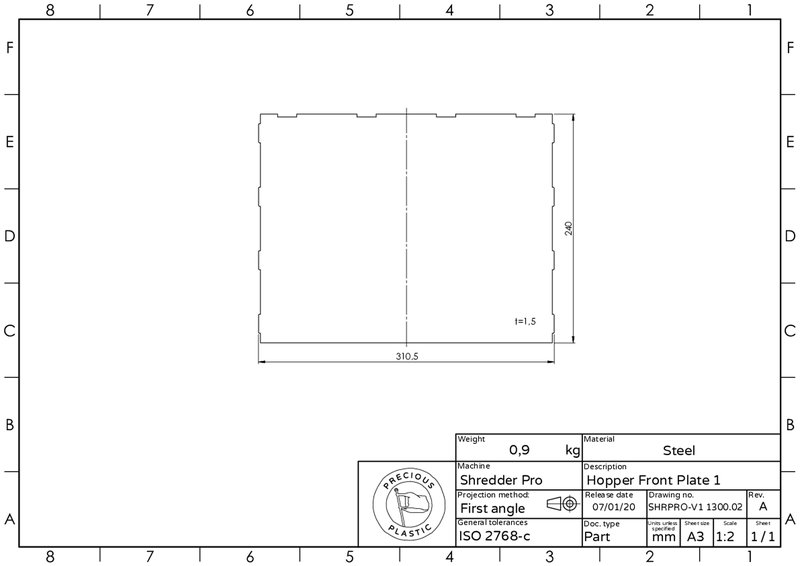 8 7 6 5 4 3 2 1
F F
E E
240
D D
t=1,5
C C
310.5
B B
Weight Material
0,9 kg Steel
Machine Description
Shredder Pro Hopper Front Plate 1
PRECIOUS
PLASTIC
Projection method: Release date Drawing no. Rev.
First angle 07/01/20 SHRPRO-V1 1300.02 A
A A
General tolerances Doc. type Units unless specified Sheet size Scale Sheet
ISO 2768-c Part mm A3 1:2 1 / 1
8 7 6 5 4 3 2 1